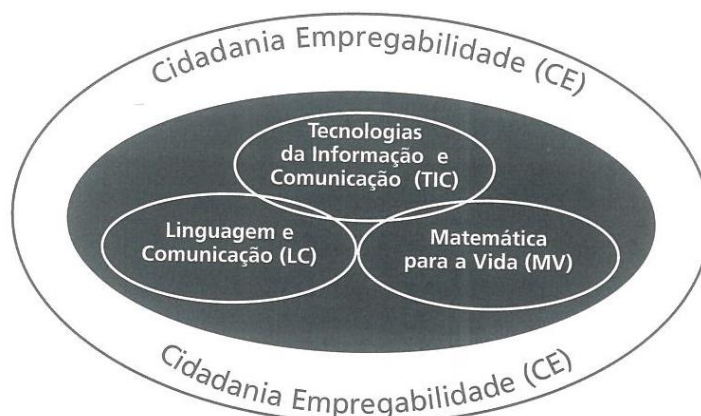 Cidadania Empregabilidade (CE)
Tecnologias
da Informação e
Comunicação (TIC)
Linguagem e
Comunicação (LC)
Matemática
para a Vida (MV)
Cidadania Empregabilidade (CE)